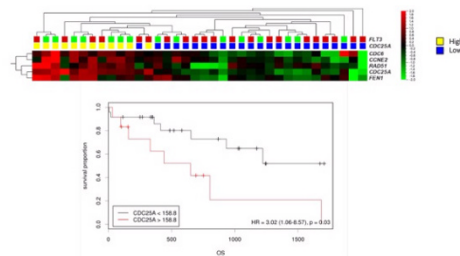 FLT3
CDC25A
High
Low
CDC6
CCNE2
RAD51
CDC25A
FEN1
survival proportion
1.0
0.8
0.6
0.4
0.2
0.0
CDC25A < 158.8
CDC25A > 158.8
HR = 3.02 (1.06-8.57), p = 0.03
0
500
1000
1500
OS